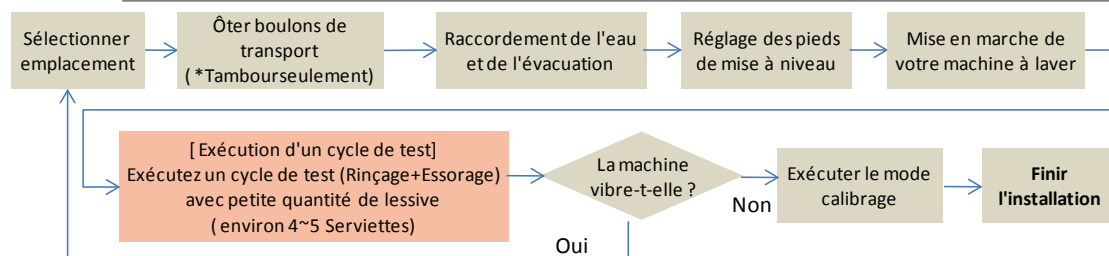 Sélectionner
emplacement
Ôter boulons de
transport
( *Tambourseulement)
Raccordement de l'eau
et de l'évacuation
Réglage des pieds
de mise à niveau
Mise en marche de
votre machine à laver
[ Exécution d'un cycle de test]
Exécutez un cycle de test (Rinçage+Essorage)
avec petite quantité de lessive
( environ 4~5 Serviettes)
La machine
vibre-t-elle ?
Non
Oui
Exécuter le mode
calibrage
Finir
l'installation